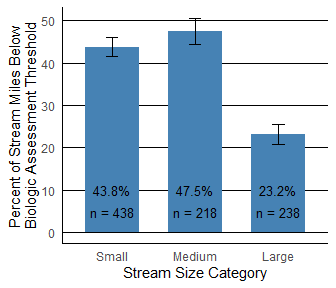 Percent of Stream Miles Below
Biologic Assessment Threshold
50
40
30
20
10
0
43.8%
47.5%
23.2%
n = 438
n = 218
n = 238
Small
Medium
Large
Stream Size Category